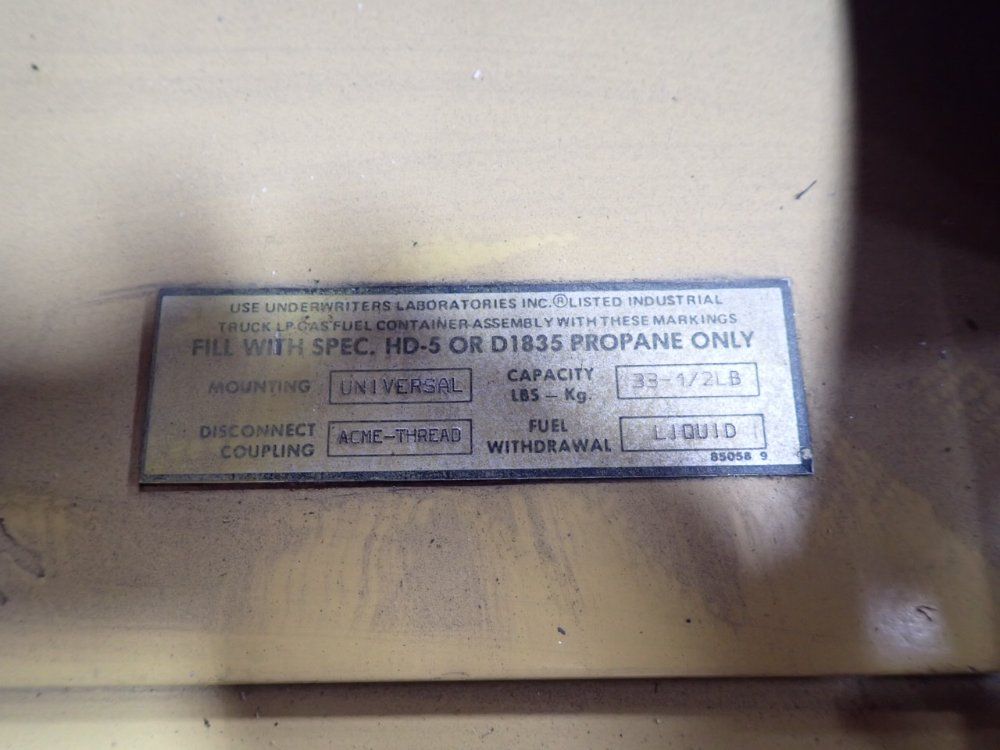 USE UNDERWRITERS LABORATORIES INC.® LISTED INDUSTRIAL
TRUCK LP-GAS FUEL CONTAINER ASSEMBLY WITH THESE MARKINGS
FILL WITH SPEC. HD-5 OR D1835 PROPANE ONLY
MOUNTING UNIVERSAL CAPACITY LBS – Kg. 33-1/2LB
DISCONNECT COUPLING ACME-THREAD FUEL WITHDRAWAL LIQUID
85058 9